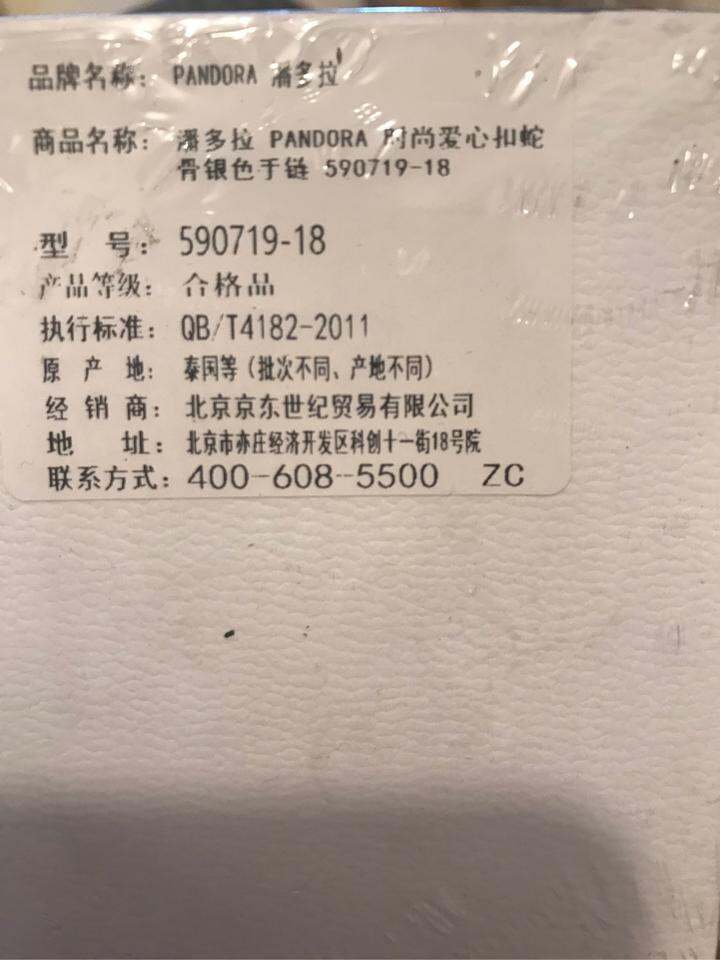 品牌名称: PANDORA 潘多拉
商品名称: 潘多拉 PANDORA 时尚爱心扣蛇
骨银色手链 590719-18
型 号: 590719-18
产品等级: 合格品
执行标准: QB/T4182-2011
原 产 地: 泰国等(批次不同、产地不同)
经 销 商: 北京京东世纪贸易有限公司
地 址: 北京市亦庄经济开发区科创十一街18号院
联系方式: 400-608-5500 ZC